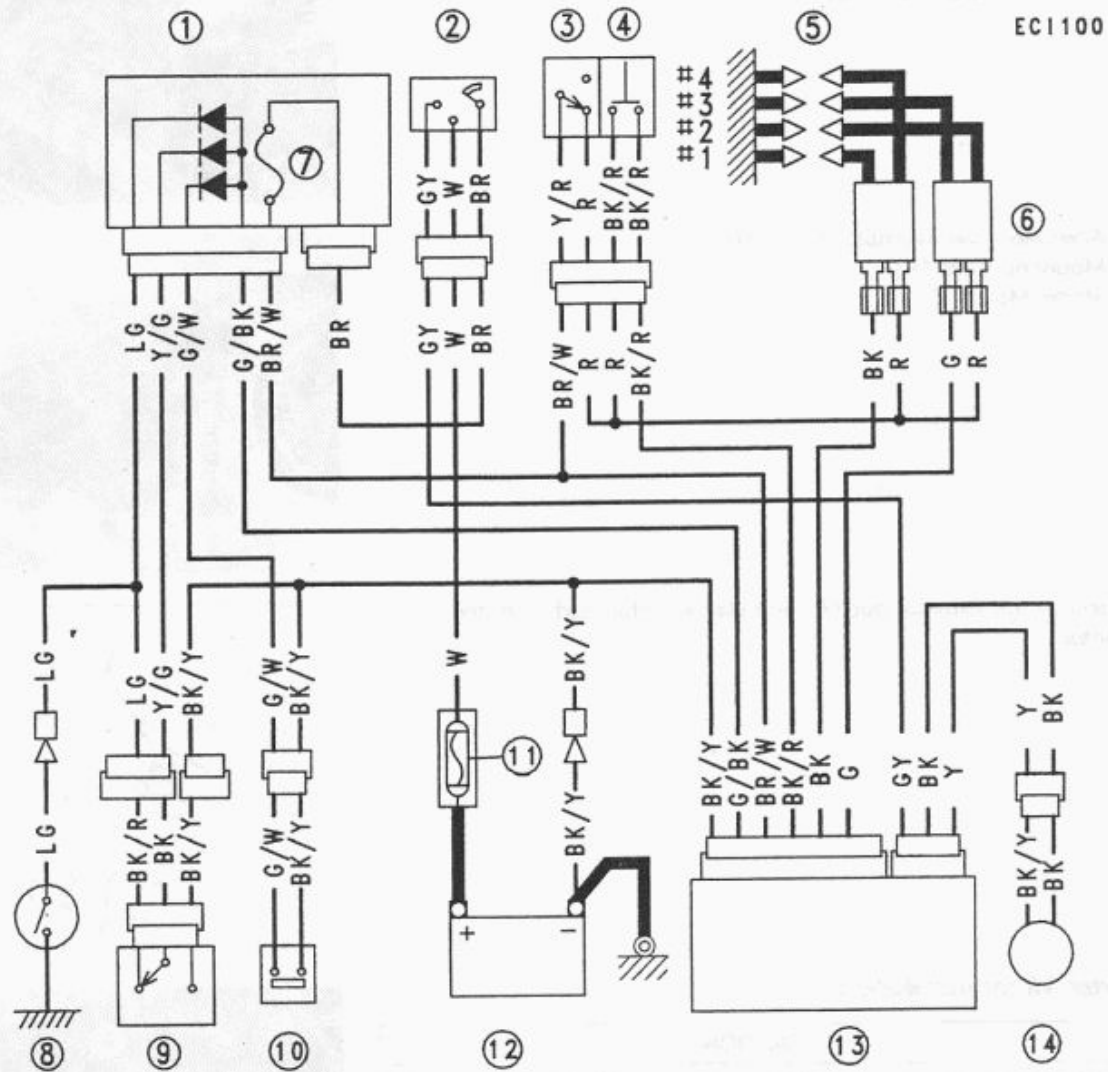 1 2 3 4 5 ECI100
#4
#3
#2
#1
7
6
GY W BR
Y/R R BK/R BK/R
LG Y/G G/W G/BK BR/W BR
GY W BR
BR/W R R BK/R
BK R G R
LG LG Y/G BK/Y
G/W BK/Y
W BK/Y
11
BK/Y G/BK BR/W BK/R BK G GY BK Y
Y BK
LG BK/R BK BK/Y
G/W BK/Y
BK/Y
BK/Y BK
+ -
8 9 10 12 13 14